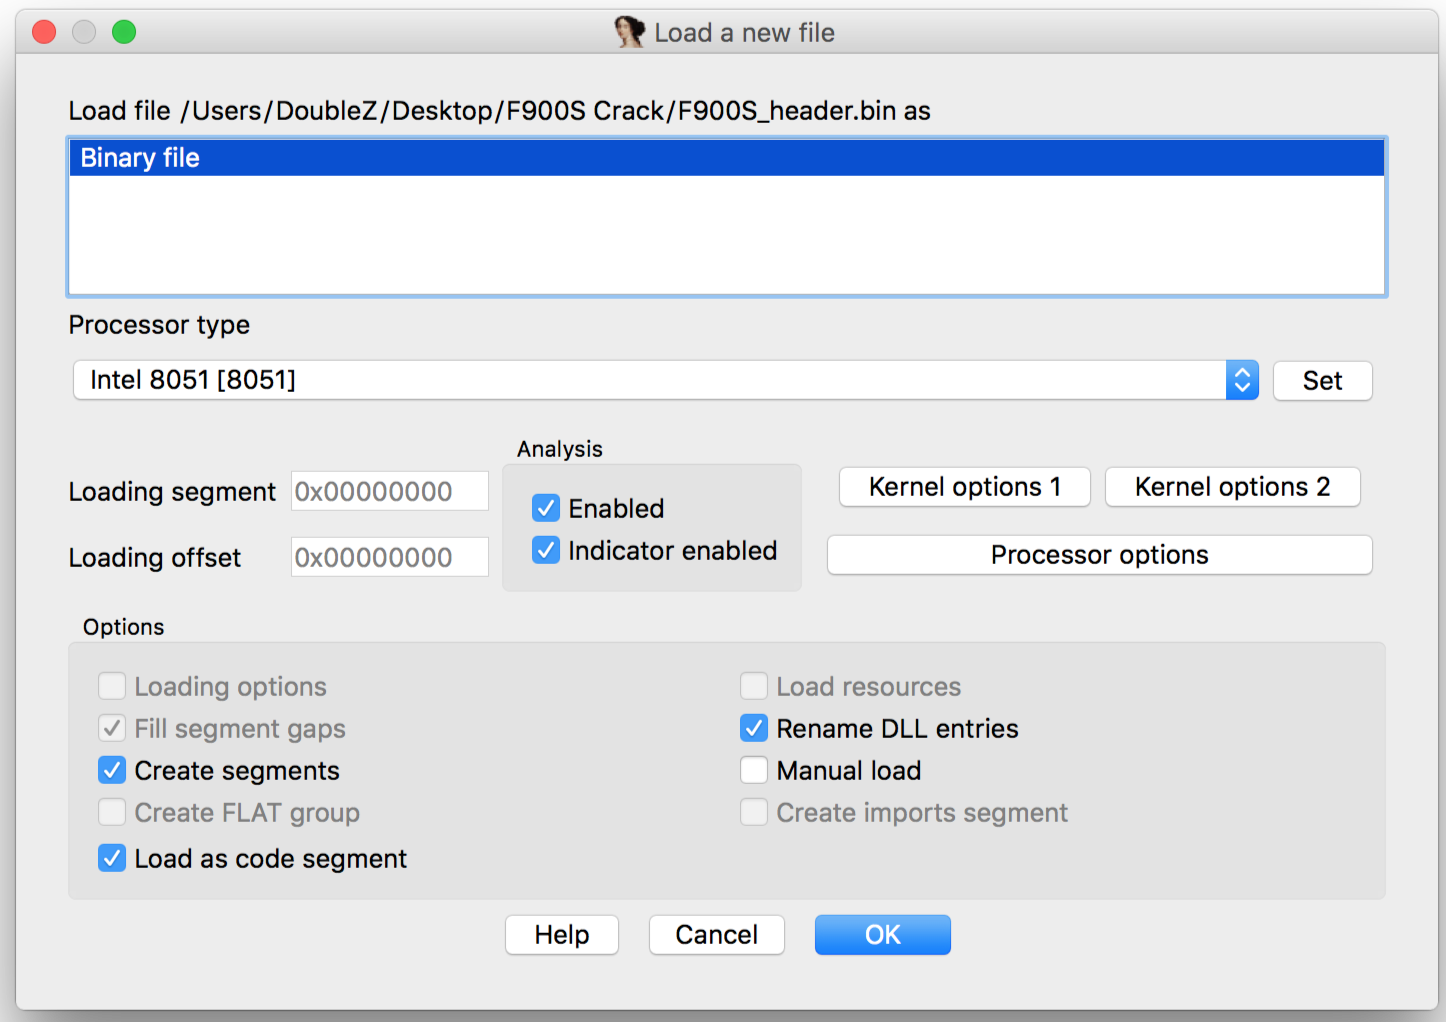 Load a new file
Load file /Users/DoubleZ/Desktop/F900S Crack/F900S_header.bin as
Binary file
Processor type
Intel 8051 [8051]
Set
Analysis
Loading segment 0x00000000
Enabled
Kernel options 1
Kernel options 2
Loading offset 0x00000000
Indicator enabled
Processor options
Options
Loading options
Load resources
Fill segment gaps
Rename DLL entries
Create segments
Manual load
Create FLAT group
Create imports segment
Load as code segment
Help
Cancel
OK